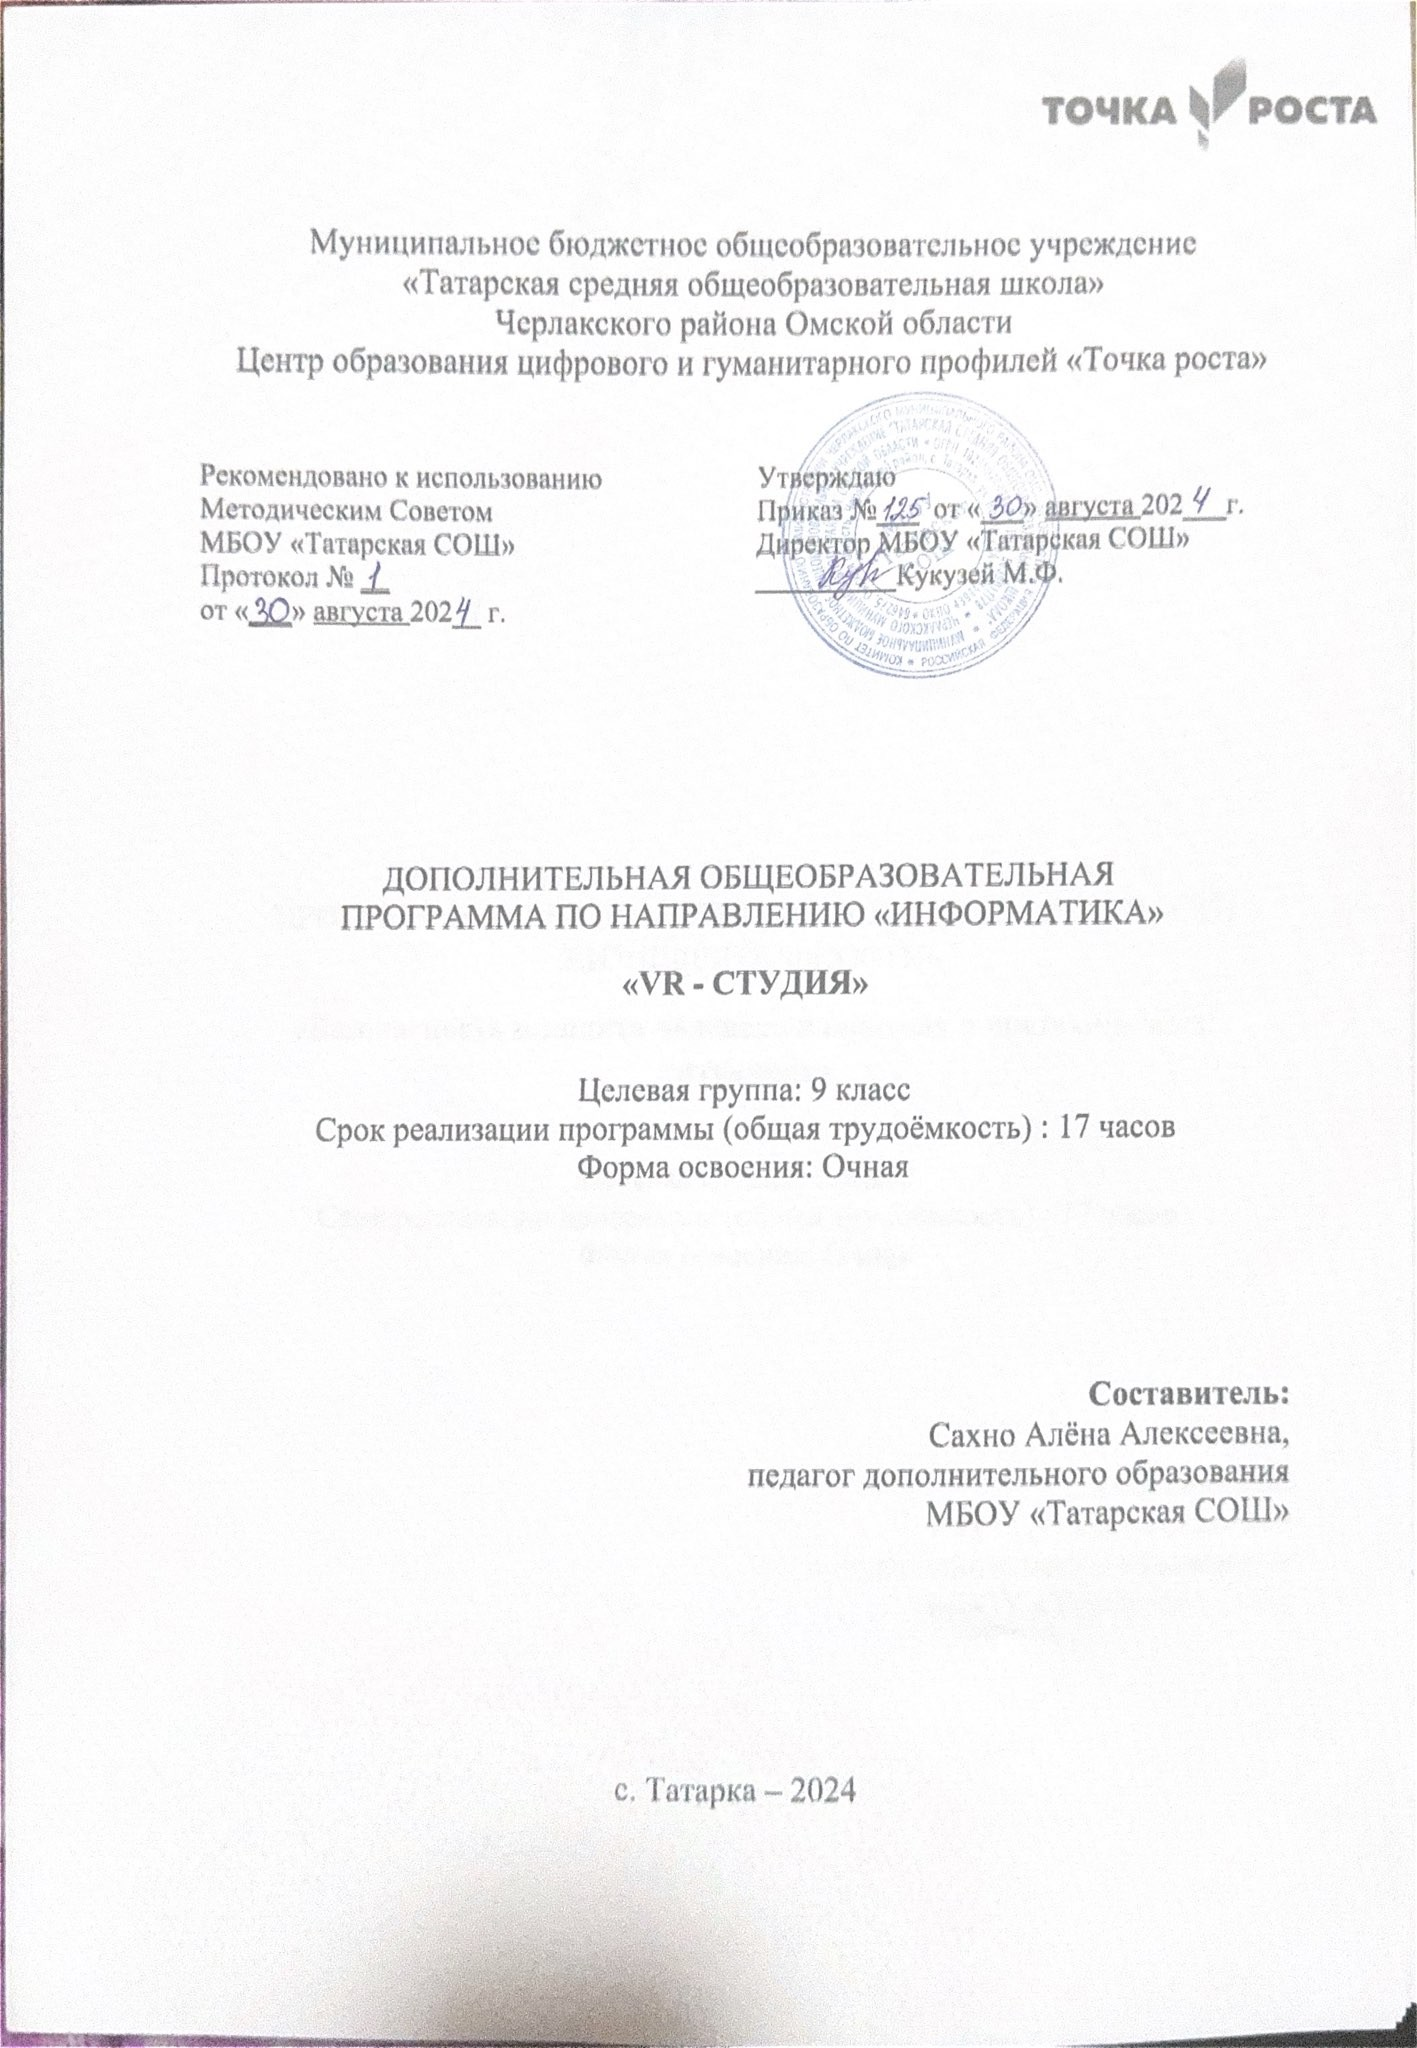 ТОЧКА РОСТА
Муниципальное бюджетное общеобразовательное учреждение
«Татарская средняя общеобразовательная школа»
Черлакского района Омской области
Центр образования цифрового и гуманитарного профилей «Точка роста»
Рекомендовано к использованию
Методическим Советом
МБОУ «Татарская СОШ»
Протокол № 1
от «30» августа 2024 г.
Утверждаю
Приказ № 125 от «30» августа 2024 г.
Директор МБОУ «Татарская СОШ»
Кукузей М.Ф.
ДОПОЛНИТЕЛЬНАЯ ОБЩЕОБРАЗОВАТЕЛЬНАЯ
ПРОГРАММА ПО НАПРАВЛЕНИЮ «ИНФОРМАТИКА»
«VR - СТУДИЯ»
Целевая группа: 9 класс
Срок реализации программы (общая трудоёмкость) : 17 часов
Форма освоения: Очная
Составитель:
Сахно Алёна Алексеевна,
педагог дополнительного образования
МБОУ «Татарская СОШ»
с. Татарка – 2024